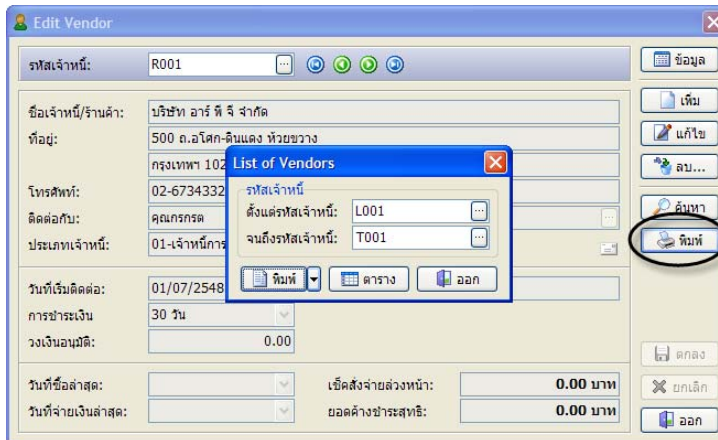 Edit Vendor
รหัสเจ้าหนี้: R001 ... ข้อมูล
เพิ่ม
ชื่อเจ้าหนี้/ร้านค้า: บริษัท อาร์ พี จี จำกัด
ที่อยู่: 500 ถ.อโศก-ดินแดง ห้วยขวาง แก้ไข
กรุงเทพฯ 102
ลบ...
List of Vendors
โทรศัพท์: 02-6734332
รหัสเจ้าหนี้
ติดต่อกับ: คุณกรกรต
ตั้งแต่รหัสเจ้าหนี้: L001 ...
ค้นหา
ประเภทเจ้าหนี้: 01-เจ้าหนี้การ
จนถึงรหัสเจ้าหนี้: T001 ...
พิมพ์
วันที่เริ่มติดต่อ: 01/07/2548
พิมพ์ ตาราง ออก
การชำระเงิน 30 วัน
วงเงินอนุมัติ: 0.00
ตกลง
วันที่ซื้อล่าสุด: เช็คสั่งจ่ายล่วงหน้า: 0.00 บาท ยกเลิก
วันที่จ่ายเงินล่าสุด: ยอดค้างชำระสุทธิ: 0.00 บาท ออก